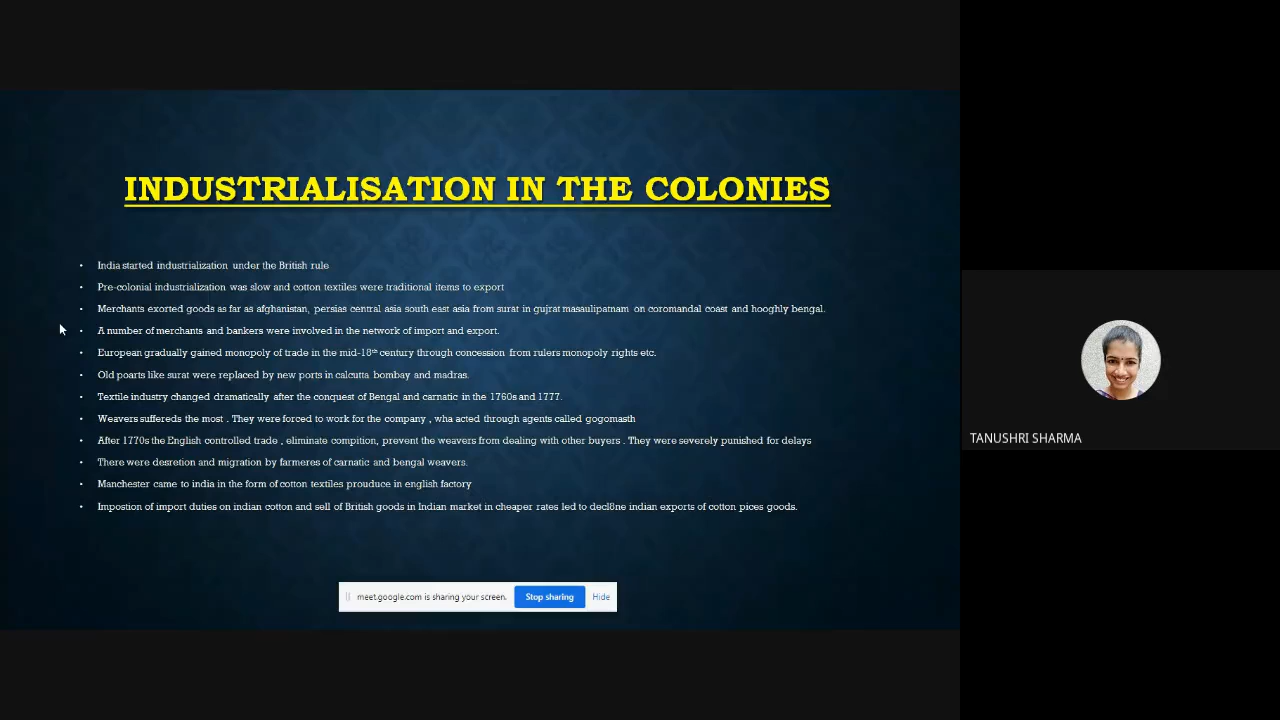 INDUSTRIALISATION IN THE COLONIES
• India started industrialization under the British rule
• Pre-colonial industrialization was slow and cotton textiles were traditional items to export
• Merchants exorted goods as far as afghanistan, persias central asia south east asia from surat in gujrat masaulipatnam on coromandal coast and hooghly bengal.
• A number of merchants and bankers were involved in the network of import and export.
• European gradually gained monopoly of trade in the mid-18th century through concession from rulers monopoly rights etc.
• Old poarts like surat were replaced by new ports in calcutta bombay and madras.
• Textile industry changed dramatically after the conquest of Bengal and carnatic in the 1760s and 1777.
• Weavers suffereds the most . They were forced to work for the company , wha acted through agents called gogomasth
• After 1770s the English controlled trade , eliminate compition, prevent the weavers from dealing with other buyers . They were severely punished for delays
• There were desretion and migration by farmeres of carnatic and bengal weavers.
• Manchester came to india in the form of cotton textiles prouduce in english factory
• Impostion of import duties on indian cotton and sell of British goods in Indian market in cheaper rates led to decl8ne indian exports of cotton pices goods.
meet.google.com is sharing your screen. Stop sharing Hide
TANUSHRI SHARMA